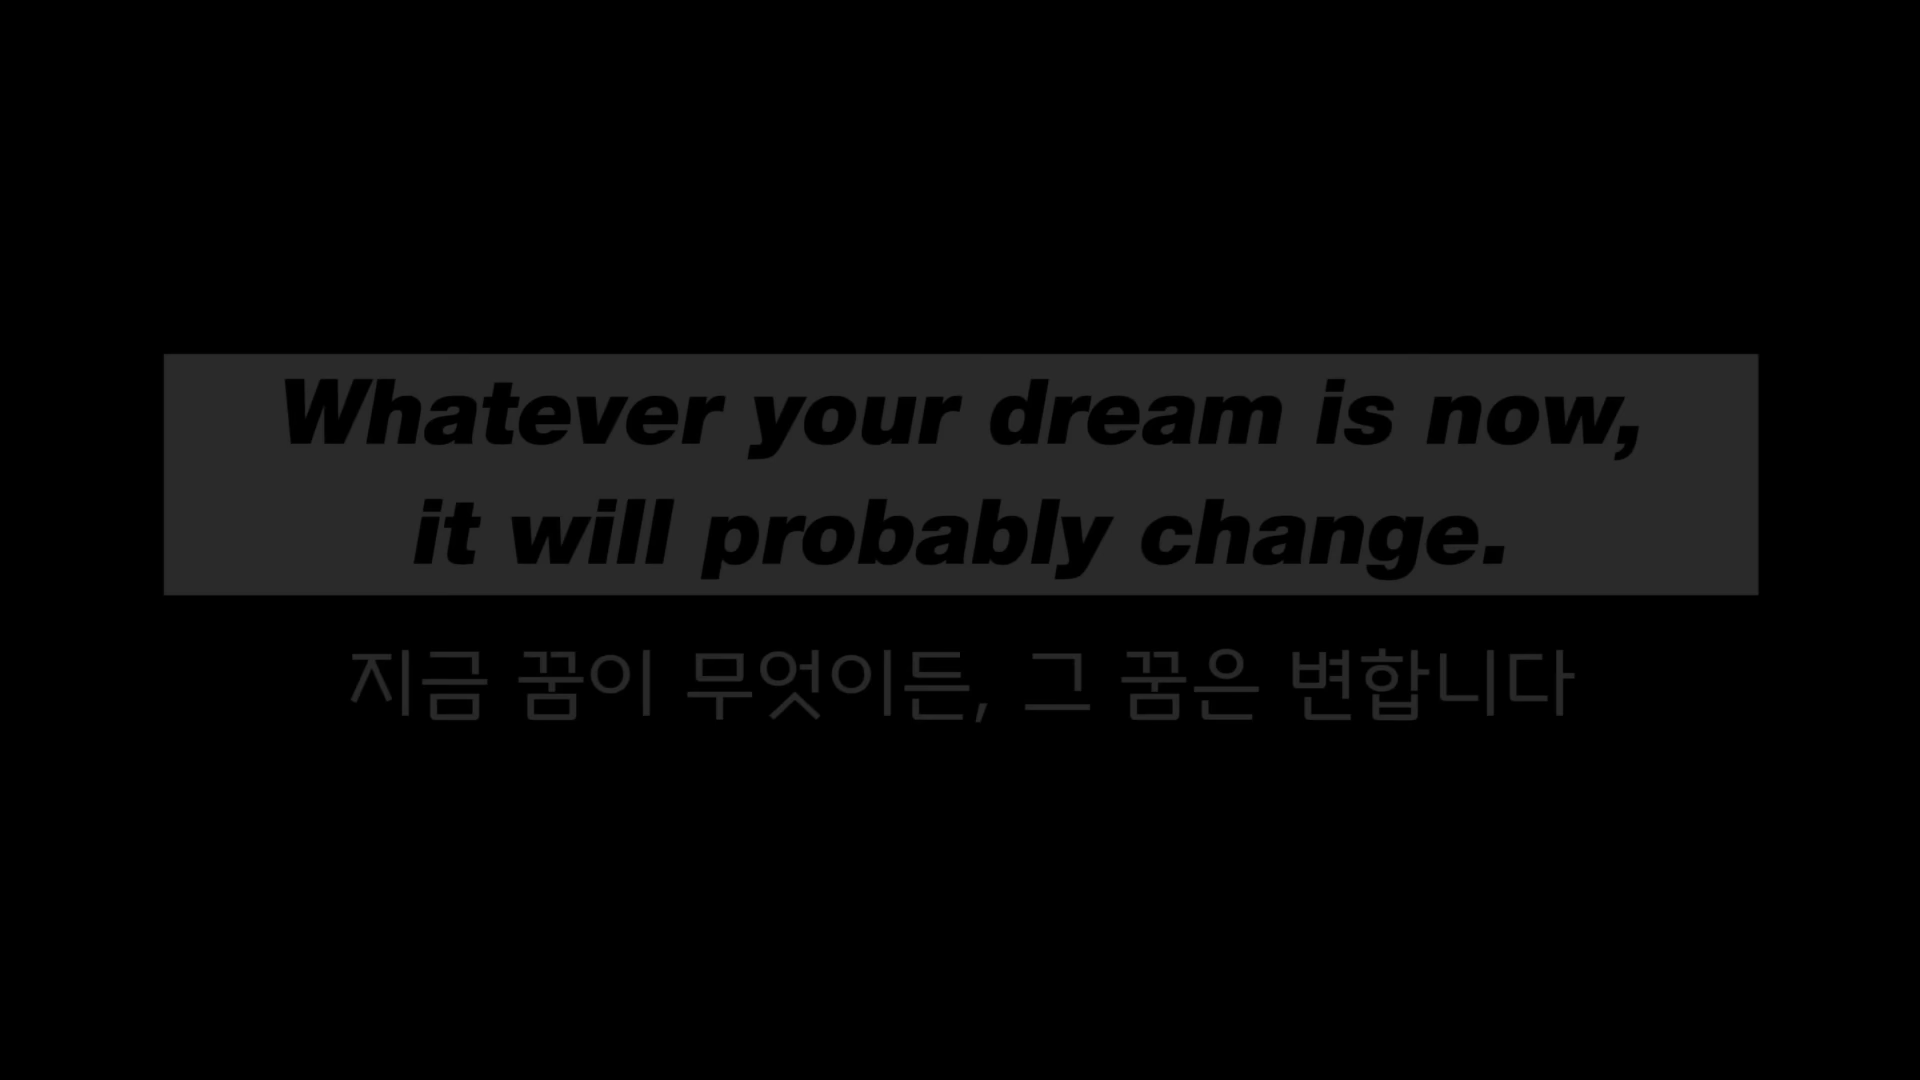 Whatever your dream is now,
it will probably change.
지금 꿈이 무엇이든, 그 꿈은 변합니다